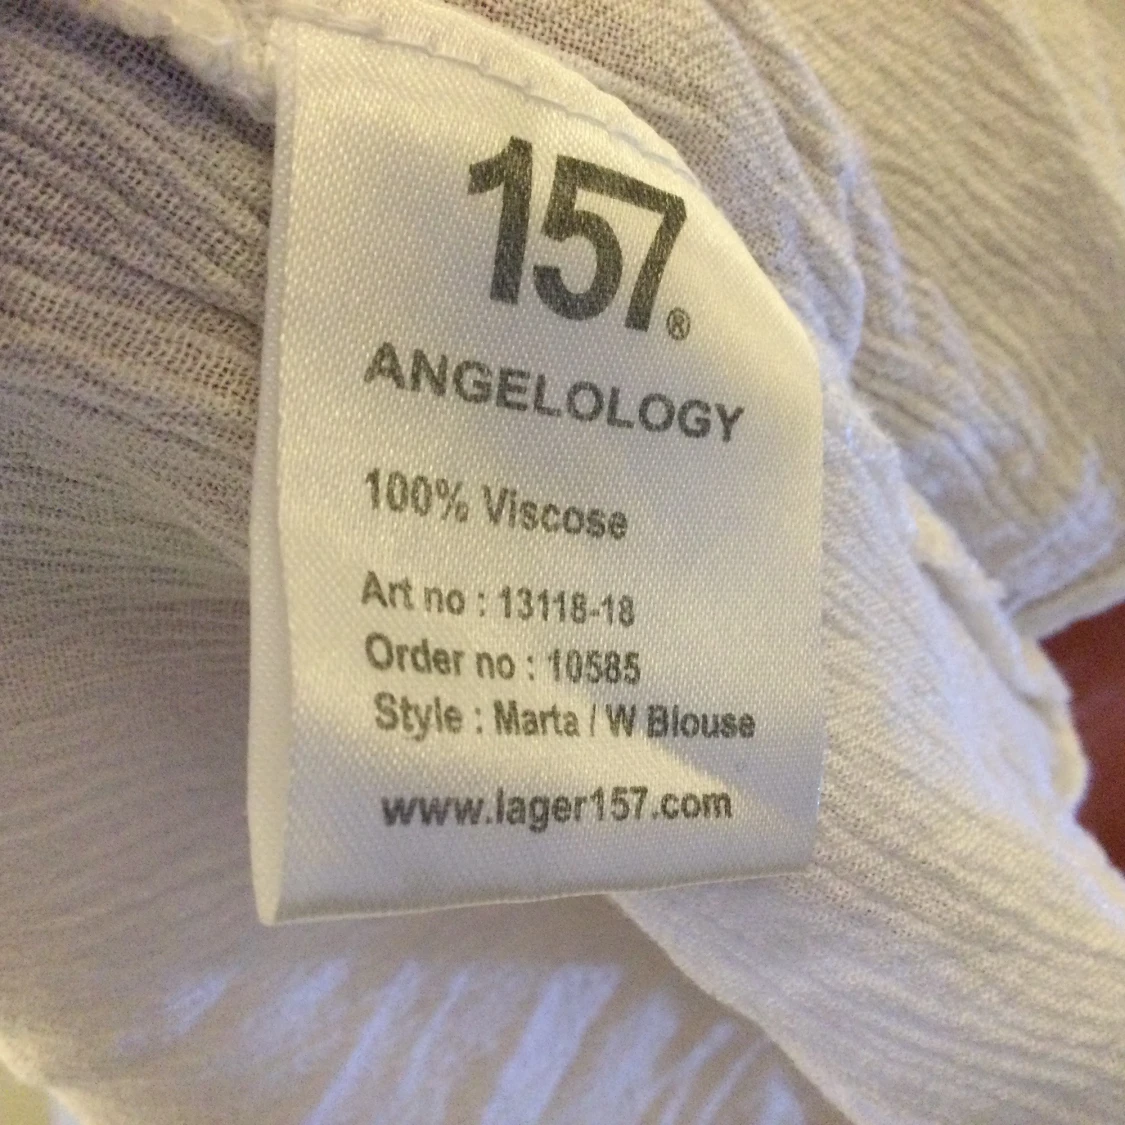 157®
ANGELOLOGY
100% Viscose
Art no : 13118-18
Order no : 10585
Style : Marta / W Blouse
www.lager157.com